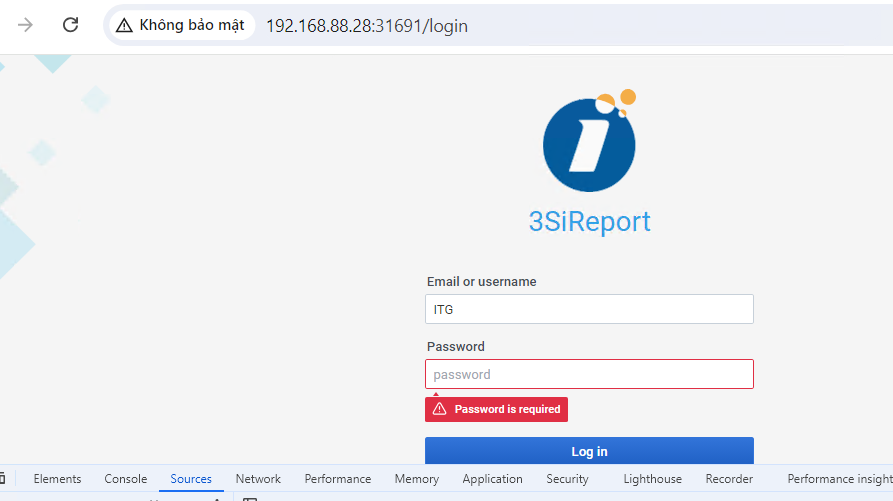 Không bảo mật 192.168.88.28:31691/login
3SiReport
Email or username
ITG
Password
password
Password is required
Log in
Elements Console Sources Network Performance Memory Application Security Lighthouse Recorder Performance insight